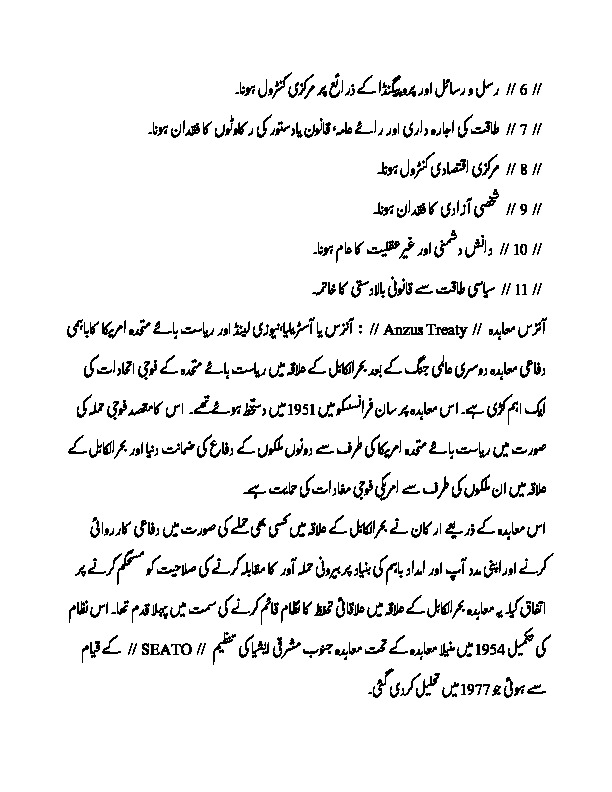 // 6 // رسل و رسائل اور پروپیگنڈا کے ذرائع پر مرکزی کنٹرول ہونا۔
// 7 // طاقت کی اجارہ داری اور رائے عامہ، قانون یا دستور کی رکاوٹوں کا فقدان ہونا۔
// 8 // مرکزی اقتصادی کنٹرول ہونا۔
// 9 // شخصی آزادی کا فقدان ہونا۔
// 10 // دانش دشمنی اور غیر عقلیت کا عام ہونا۔
// 11 // سیاسی طاقت سے قانونی بالادستی کا خاتمہ۔
آنزس معاہدہ // Anzus Treaty // : آنزس یا آسٹریلیا، نیوزی لینڈ اور ریاست ہائے متحدہ امریکا کا باہمی
دفاعی معاہدہ دوسری عالمی جنگ کے بعد بحرالکاہل کے علاقہ میں ریاست ہائے متحدہ کے فوجی اتحادات کی
ایک اہم کڑی ہے۔ اس معاہدہ پر سان فرانسسکو میں 1951 میں دستخط ہوئے تھے۔ اس کا مقصد فوجی حملہ کی
صورت میں ریاست ہائے متحدہ امریکا کی طرف سے دونوں ملکوں کے دفاع کی ضمانت دنیا اور بحرالکاہل کے
علاقہ میں ان ملکوں کی طرف سے امریکی فوجی مفادات کی حمایت ہے۔
اس معاہدہ کے ذریعے ارکان نے بحرالکاہل کے علاقہ میں کسی بھی حملے کی صورت میں دفاعی کارروائی
کرنے اور اپنی مدد آپ اور امداد باہم کی بنیاد پر بیرونی حملہ آور کا مقابلہ کرنے کی صلاحیت کو مستحکم کرنے پر
اتفاق کیا۔ یہ معاہدہ بحرالکاہل کے علاقہ میں علاقائی تحفظ کا نظام قائم کرنے کی سمت میں پہلا قدم تھا۔ اس نظام
کی تکمیل 1954 میں منیلا معاہدہ کے تحت معاہدہ جنوب مشرقی ایشیا کی تنظیم // SEATO // کے قیام
سے ہوئی جو 1977 میں تحلیل کر دی گئی۔